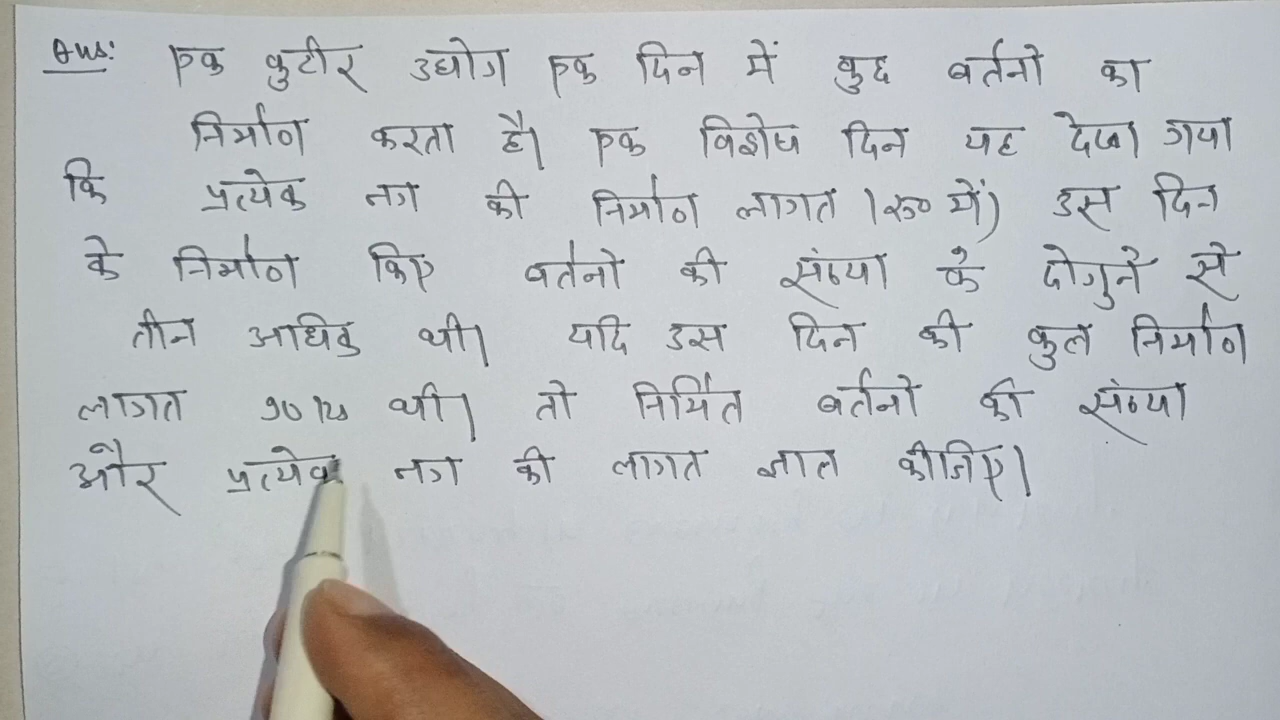 Ques: एक कुटीर उद्योग एक दिन में कुछ बर्तनो का
निर्माण करता है। एक विशेष दिन यह देखा गया
कि प्रत्येक नग की निर्माण लागत (रु० में) उस दिन
के निर्माण किए बर्तनो की संख्या के दोगुने से
तीन अधिक थी। यदि उस दिन की कुल निर्माण
लागत 90 रु थी। तो निर्मित बर्तनो की संख्या
और प्रत्येक नग की लागत ज्ञात कीजिए।